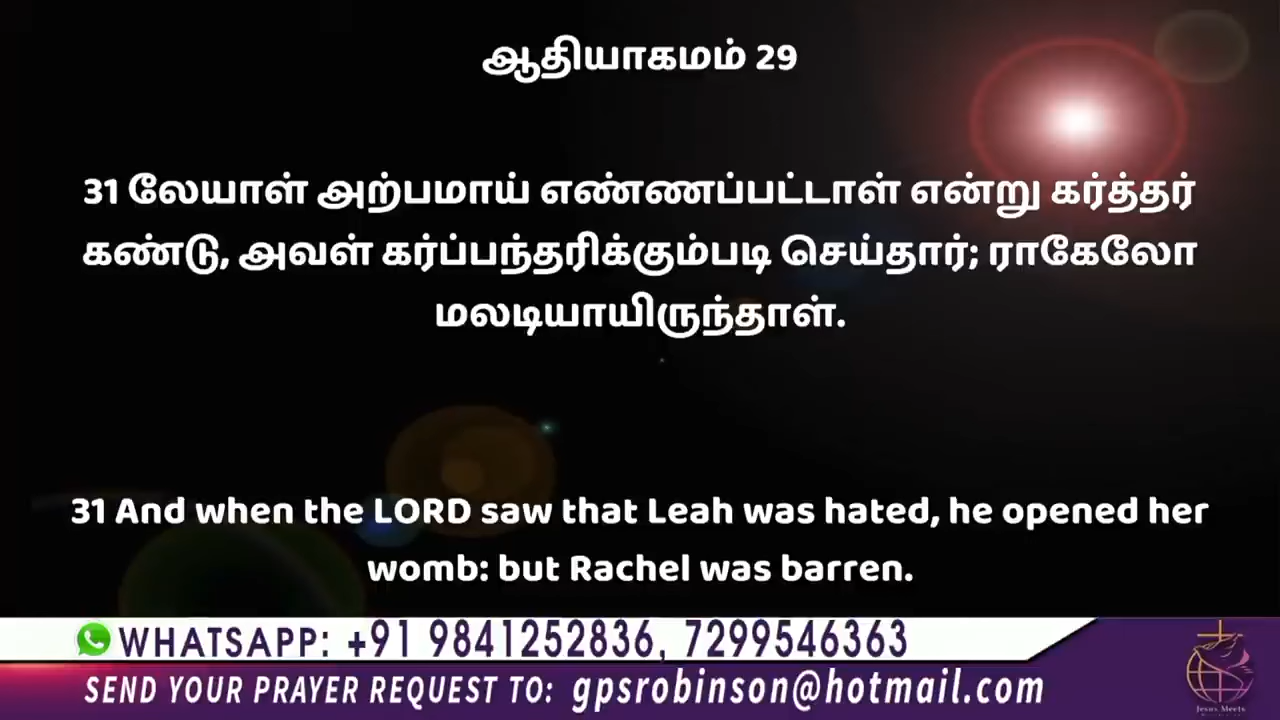 ஆதியாகமம் 29
31 லேயாள் அற்பமாய் எண்ணப்பட்டாள் என்று கர்த்தர்
கண்டு, அவள் கர்ப்பந்தரிக்கும்படி செய்தார்; ராகேலோ
மலடியாயிருந்தாள்.
31 And when the LORD saw that Leah was hated, he opened her
womb: but Rachel was barren.
WHATSAPP: +91 9841252836, 7299546363
SEND YOUR PRAYER REQUEST TO: gpsrobinson@hotmail.com
Jesus Meets